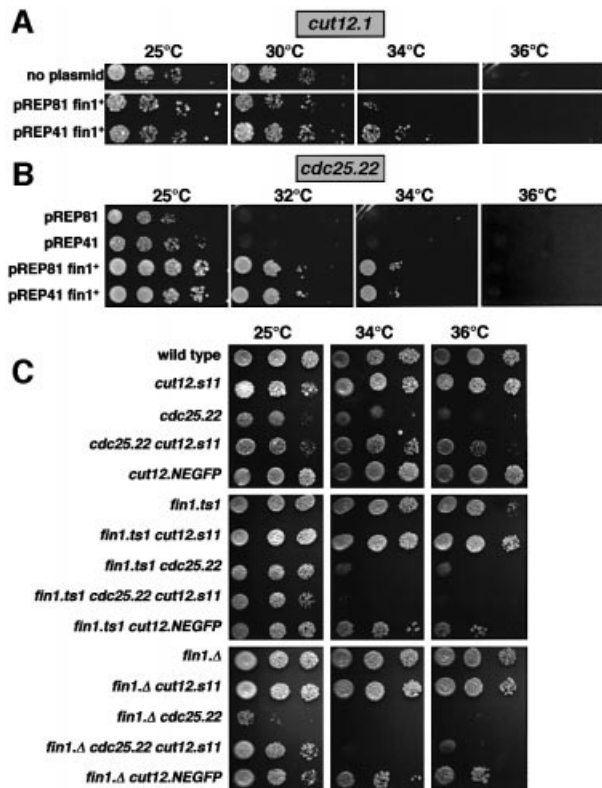 A
cut12.1
25°C 30°C 34°C 36°C
no plasmid
pREP81 fin1⁺
pREP41 fin1⁺
B
cdc25.22
25°C 32°C 34°C 36°C
pREP81
pREP41
pREP81 fin1⁺
pREP41 fin1⁺
C
25°C 34°C 36°C
wild type
cut12.s11
cdc25.22
cdc25.22 cut12.s11
cut12.NEGFP
fin1.ts1
fin1.ts1 cut12.s11
fin1.ts1 cdc25.22
fin1.ts1 cdc25.22 cut12.s11
fin1.ts1 cut12.NEGFP
fin1.Δ
fin1.Δ cut12.s11
fin1.Δ cdc25.22
fin1.Δ cdc25.22 cut12.s11
fin1.Δ cut12.NEGFP